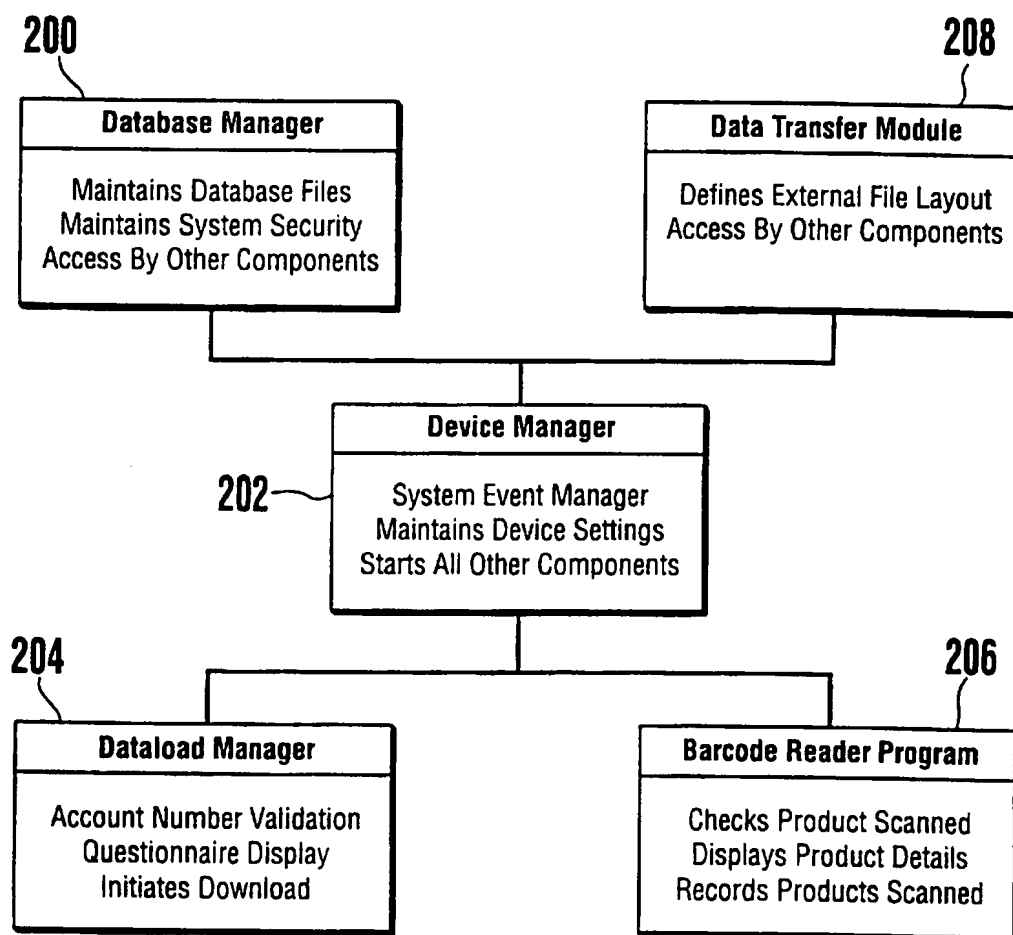 200
Database Manager
Maintains Database Files
Maintains System Security
Access By Other Components
208
Data Transfer Module
Defines External File Layout
Access By Other Components
202
Device Manager
System Event Manager
Maintains Device Settings
Starts All Other Components
204
Dataload Manager
Account Number Validation
Questionnaire Display
Initiates Download
206
Barcode Reader Program
Checks Product Scanned
Displays Product Details
Records Products Scanned